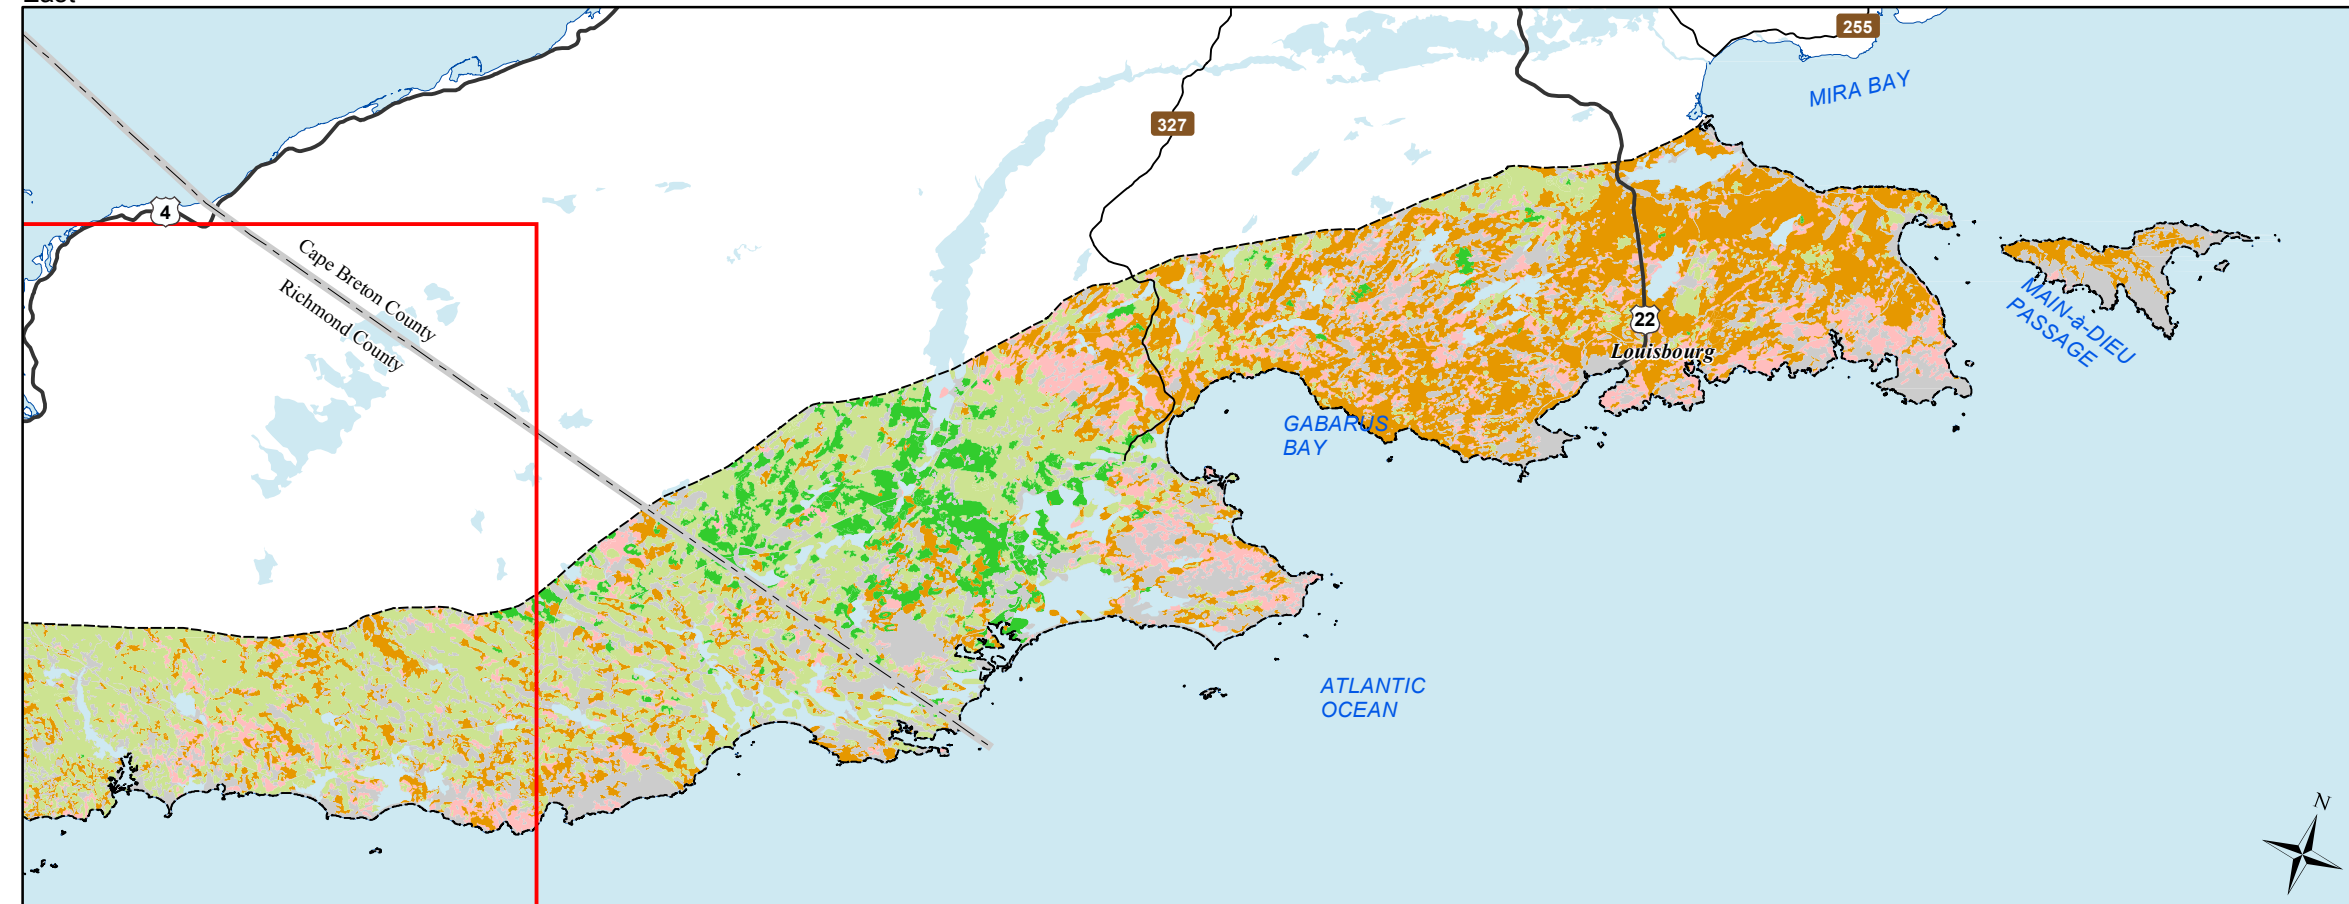 255
MIRA BAY
327
4
Cape Breton County
Richmond County
MAIN-à-DIEU
PASSAGE
22
Louisbourg
GABARUS
BAY
ATLANTIC
OCEAN
N